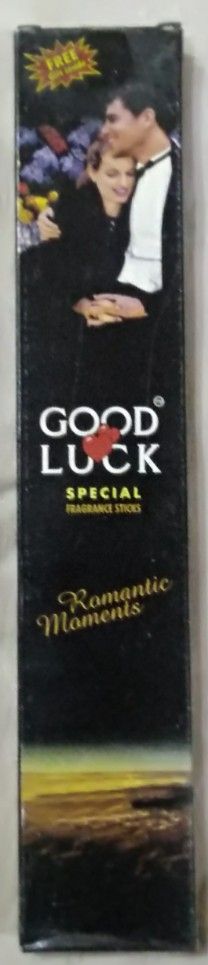 FREE
GOOD
LUCK
SPECIAL
FRAGRANCE STICKS
Romantic
Moments